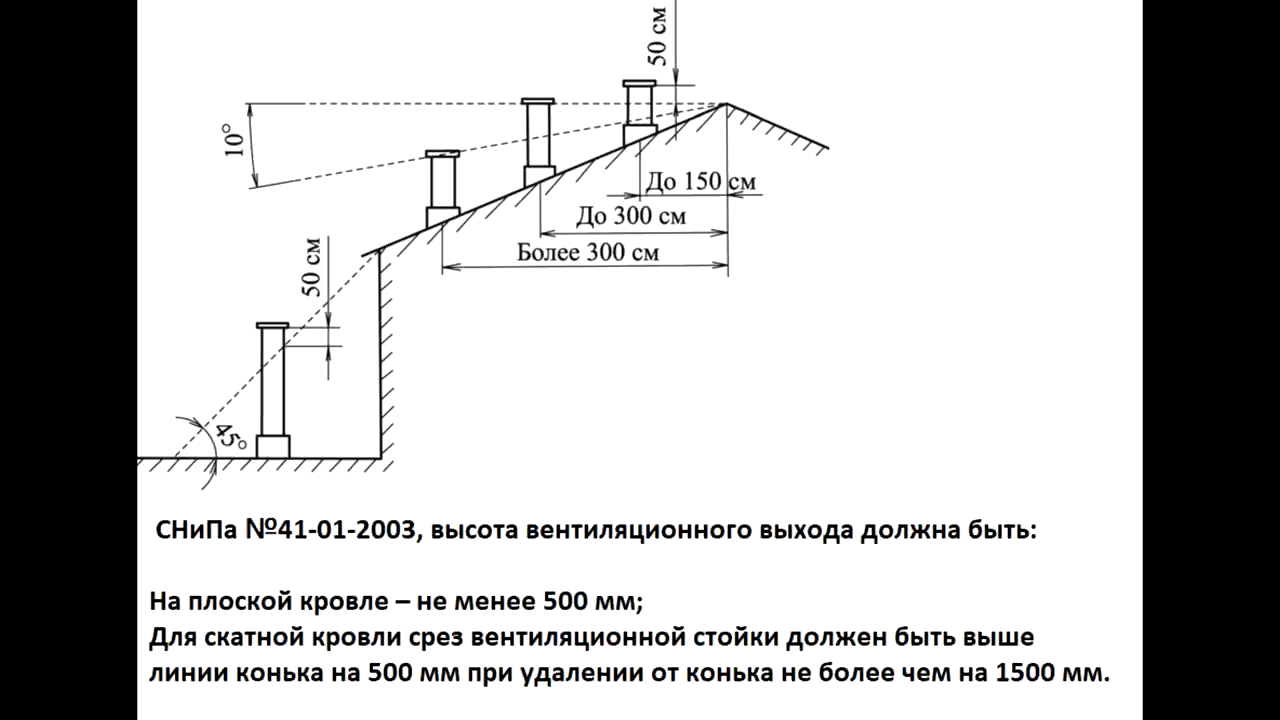 50 см
10°
До 150 см
До 300 см
Более 300 см
50 см
45°
СНиПа №41-01-2003, высота вентиляционного выхода должна быть:
На плоской кровле – не менее 500 мм;
Для скатной кровли срез вентиляционной стойки должен быть выше
линии конька на 500 мм при удалении от конька не более чем на 1500 мм.